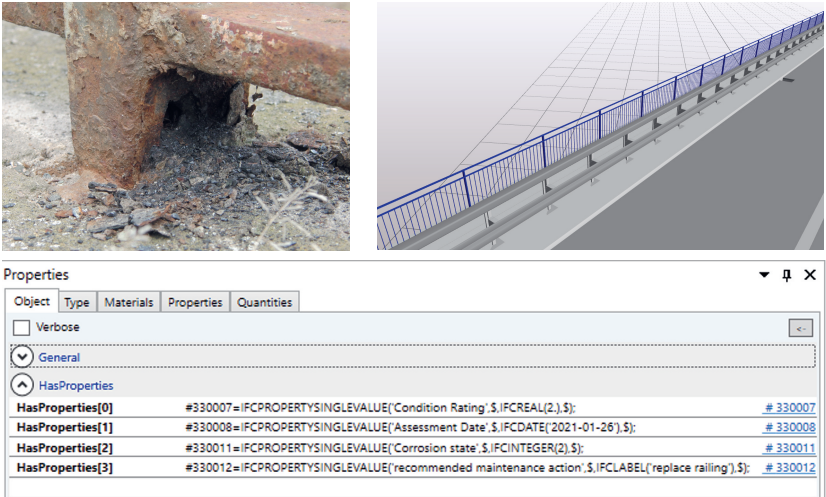 Properties
Object Type Materials Properties Quantities
Verbose
<-
General
HasProperties
HasProperties[0] #330007=IFCPROPERTYSINGLEVALUE('Condition Rating',$,IFCREAL(2.),$); # 330007
HasProperties[1] #330008=IFCPROPERTYSINGLEVALUE('Assessment Date',$,IFCDATE('2021-01-26'),$); # 330008
HasProperties[2] #330011=IFCPROPERTYSINGLEVALUE('Corrosion state',$,IFCINTEGER(2),$); # 330011
HasProperties[3] #330012=IFCPROPERTYSINGLEVALUE('recommended maintenance action',$,IFCLABEL('replace railing'),$); # 330012